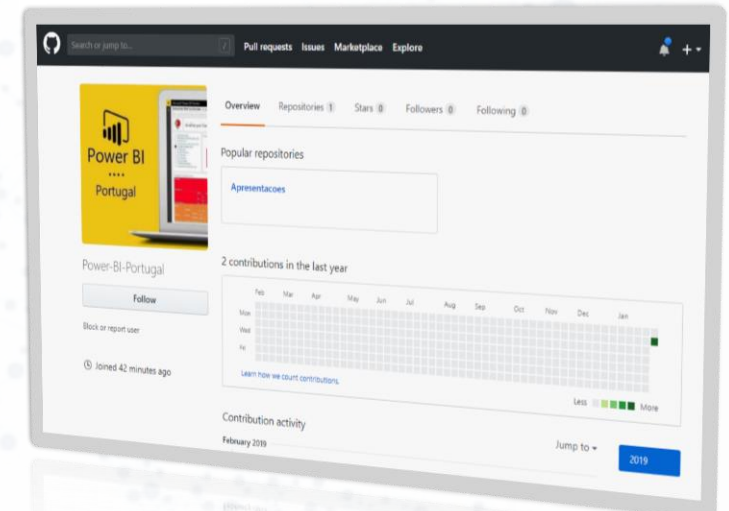 Search or jump to...
/
Pull requests Issues Marketplace Explore
Power BI
Portugal
Overview Repositories 1 Stars 0 Followers 0 Following 0
Popular repositories
Apresentacoes
Power-BI-Portugal
Follow
Block or report user
Joined 42 minutes ago
2 contributions in the last year
Feb Mar Apr May Jun Jul Aug Sep Oct Nov Dec Jan
Mon
Wed
Fri
Learn how we count contributions.
Less More
Contribution activity
Jump to
February 2019
2019